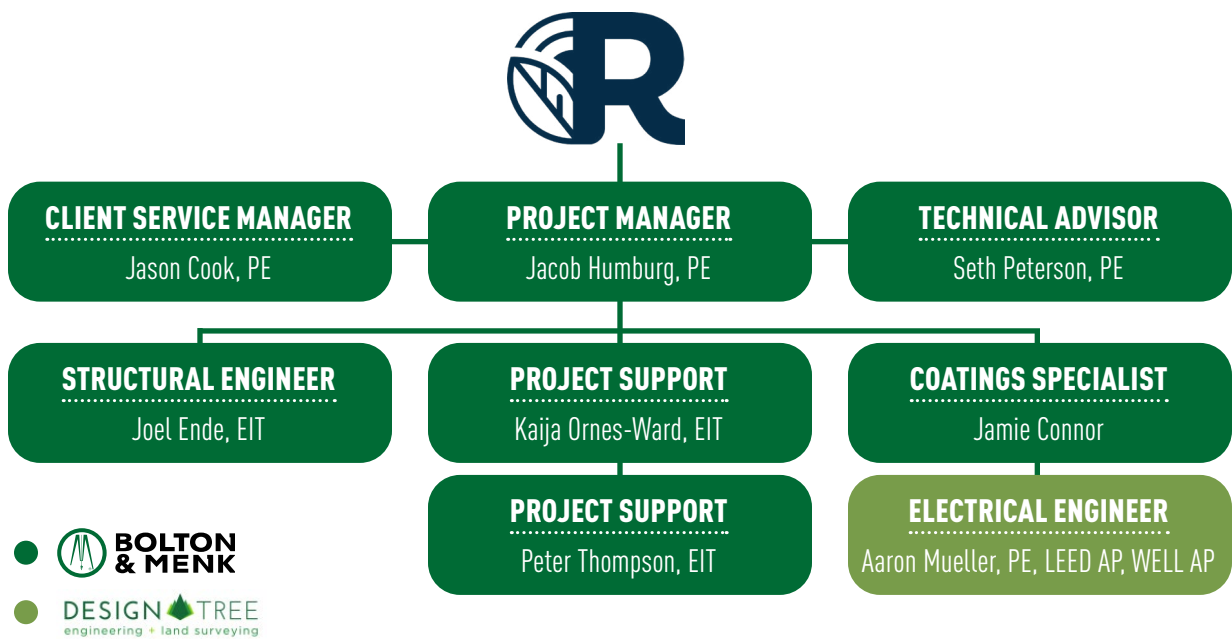 R
CLIENT SERVICE MANAGER
Jason Cook, PE
PROJECT MANAGER
Jacob Humburg, PE
TECHNICAL ADVISOR
Seth Peterson, PE
STRUCTURAL ENGINEER
Joel Ende, EIT
PROJECT SUPPORT
Kaija Ornes-Ward, EIT
COATINGS SPECIALIST
Jamie Connor
PROJECT SUPPORT
Peter Thompson, EIT
ELECTRICAL ENGINEER
Aaron Mueller, PE, LEED AP, WELL AP
BOLTON
& MENK
DESIGN TREE
engineering + land surveying